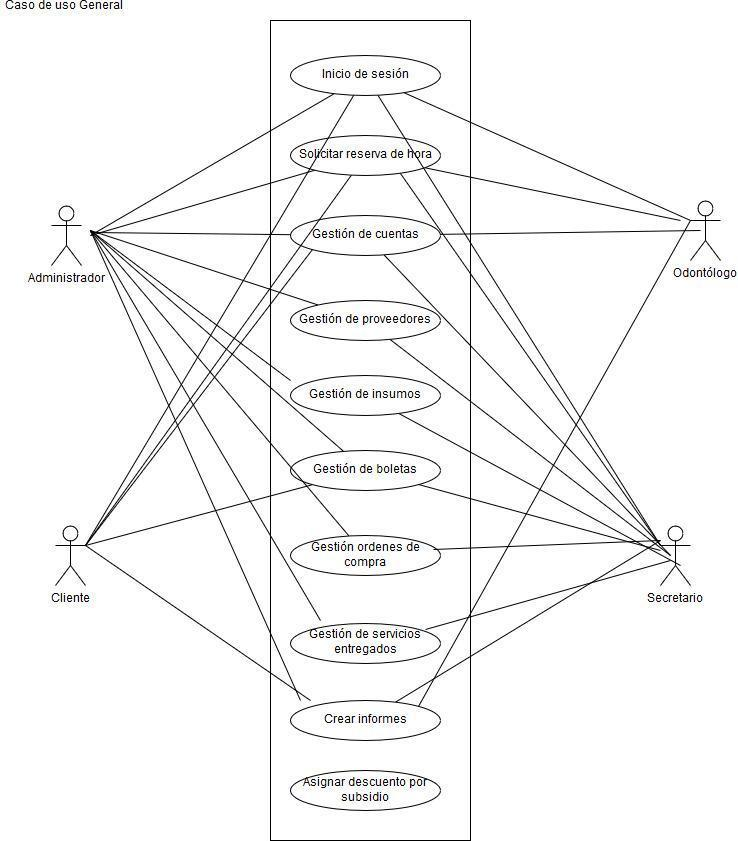 Caso de uso General
Inicio de sesión
Solicitar reserva de hora
Gestión de cuentas
Administrador
Odontólogo
Gestión de proveedores
Gestión de insumos
Gestión de boletas
Gestión ordenes de
compra
Cliente
Secretario
Gestión de servicios
entregados
Crear informes
Asignar descuento por
subsidio